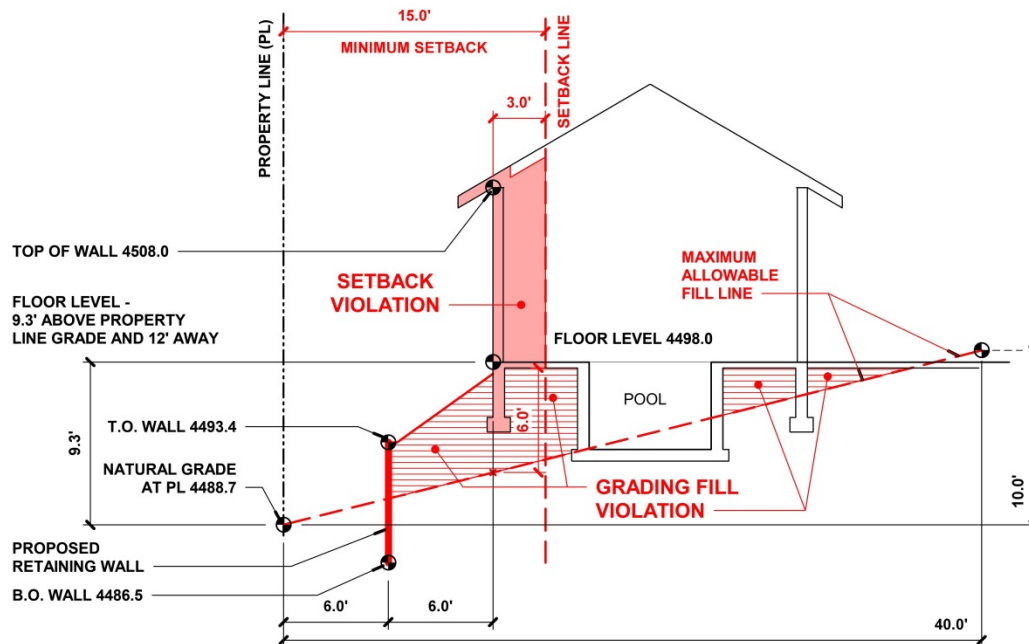 15.0'
MINIMUM SETBACK
PROPERTY LINE (PL)
SETBACK LINE
3.0'
TOP OF WALL 4508.0
FLOOR LEVEL -
9.3' ABOVE PROPERTY
LINE GRADE AND 12' AWAY
SETBACK
VIOLATION
MAXIMUM
ALLOWABLE
FILL LINE
FLOOR LEVEL 4498.0
POOL
9.3'
6.0'
T.O. WALL 4493.4
NATURAL GRADE
AT PL 4488.7
GRADING FILL
VIOLATION
10.0'
PROPOSED
RETAINING WALL
B.O. WALL 4486.5
6.0'
6.0'
40.0'